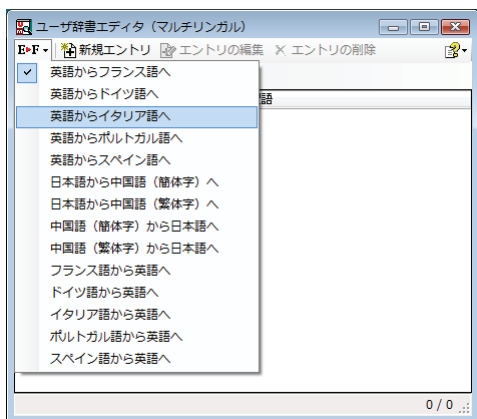 ユーザ辞書エディタ（マルチリンガル）
E▸F 新規エントリ エントリの編集 エントリの削除
英語からフランス語へ
英語からドイツ語へ
語
英語からイタリア語へ
英語からポルトガル語へ
英語からスペイン語へ
日本語から中国語（簡体字）へ
日本語から中国語（繁体字）へ
中国語（簡体字）から日本語へ
中国語（繁体字）から日本語へ
フランス語から英語へ
ドイツ語から英語へ
イタリア語から英語へ
ポルトガル語から英語へ
スペイン語から英語へ
0 / 0